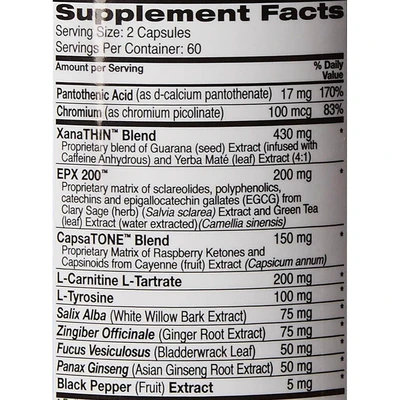 Supplement Facts
Serving Size: 2 Capsules
Servings Per Container: 60
Amount per Serving % Daily
Value
Pantothenic Acid (as d-calcium pantothenate) 17 mg 170%
Chromium (as chromium picolinate) 100 mcg 83%
XanaTHIN™ Blend 430 mg *
Proprietary blend of Guarana (seed) Extract (infused with
Caffeine Anhydrous) and Yerba Maté (leaf) Extract (4:1)
EPX 200™ 200 mg *
Proprietary matrix of sclareolides, polyphenolics,
catechins and epigallocatechin gallates (EGCG) from
Clary Sage (herb) (Salvia sclarea) Extract and Green Tea
(leaf) Extract (water extracted) (Camellia sinensis)
CapsaTONE™ Blend 150 mg *
Proprietary Matrix of Raspberry Ketones and
Capsinoids from Cayenne (fruit) Extract (Capsicum annum)
L-Carnitine L-Tartrate 200 mg *
L-Tyrosine 100 mg *
Salix Alba (White Willow Bark Extract) 75 mg *
Zingiber Officinale (Ginger Root Extract) 75 mg *
Fucus Vesiculosus (Bladderwrack Leaf) 50 mg *
Panax Ginseng (Asian Ginseng Root Extract) 50 mg *
Black Pepper (Fruit) Extract 5 mg *